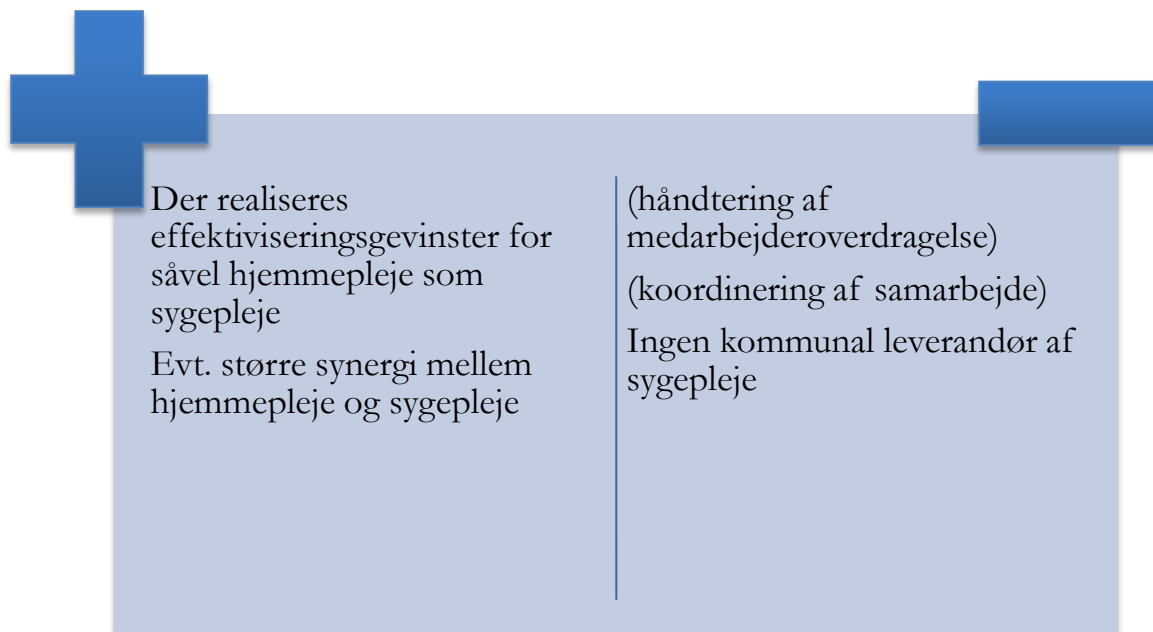 Der realiseres
effektiviseringsgevinster for
såvel hjemmepleje som
sygepleje
Evt. større synergi mellem
hjemmepleje og sygepleje
(håndtering af
medarbejderoverdragelse)
(koordinering af samarbejde)
Ingen kommunal leverandør af
sygepleje